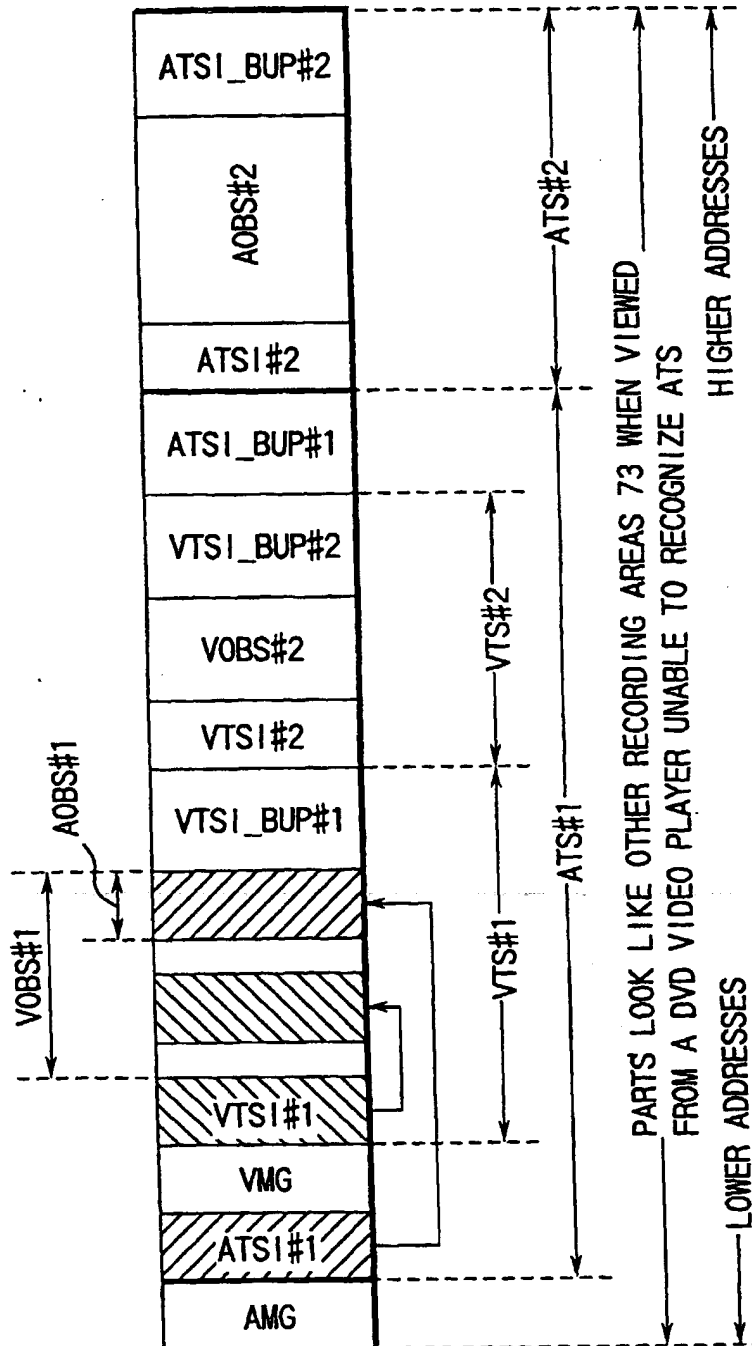 AOBS#1
VOBS#1
AMG
ATSI#1
VMG
VTSI#1
VTSI_BUP#1
VTSI#2
VOBS#2
VTSI_BUP#2
ATSI_BUP#1
ATSI#2
AOBS#2
ATSI_BUP#2
VTS#1
VTS#2
ATS#1
ATS#2
PARTS LOOK LIKE OTHER RECORDING AREAS 73 WHEN VIEWED
FROM A DVD VIDEO PLAYER UNABLE TO RECOGNIZE ATS
LOWER ADDRESSES
HIGHER ADDRESSES